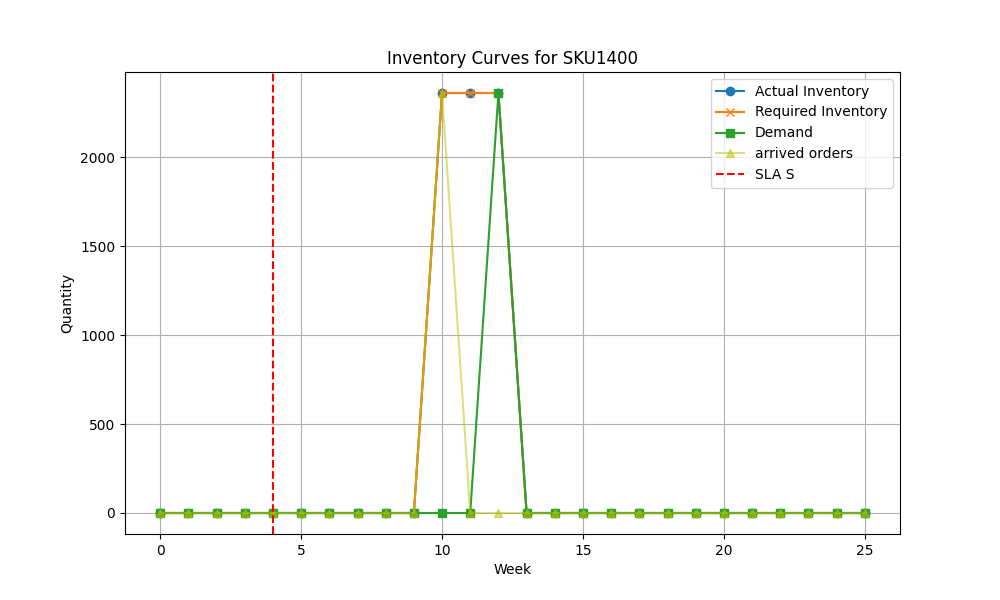 Inventory Curves for SKU1400
Actual Inventory
Required Inventory
Demand
arrived orders
SLA S
Quantity
2000
1500
1000
500
0
0 5 10 15 20 25
Week